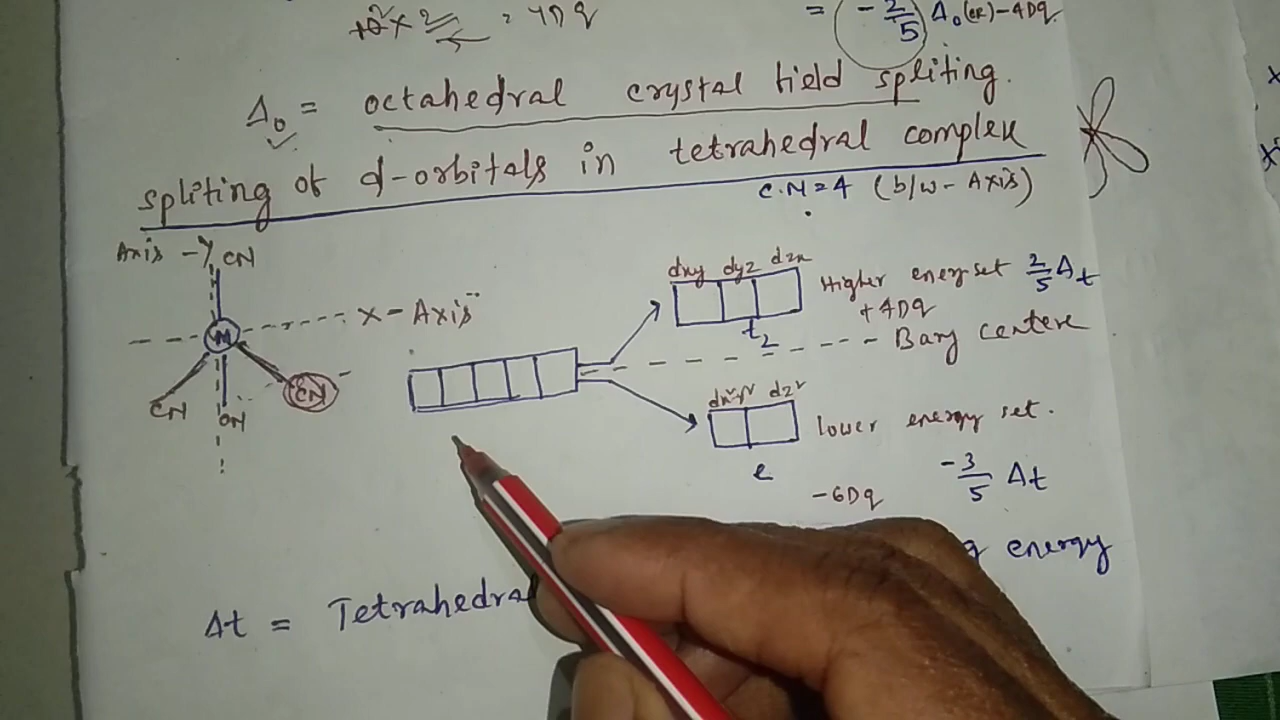 = 4Dq
= - 2/5 Δo (or) - 4Dq
Δo = octahedral crystal field spliting.
spliting of d-orbitals in tetrahedral complex
C.N = 4 (b/w - Axis)
Axis - Y CN
X - Axis
M
CN CN CN
dxy dyz dzx
t2
Higher energy set 2/5 Δt
+ 4Dq
Bary centere
dx²-y² dz²
e
lower energy set.
- 6Dq
-3/5 Δt
energy
Δt = Tetrahedral